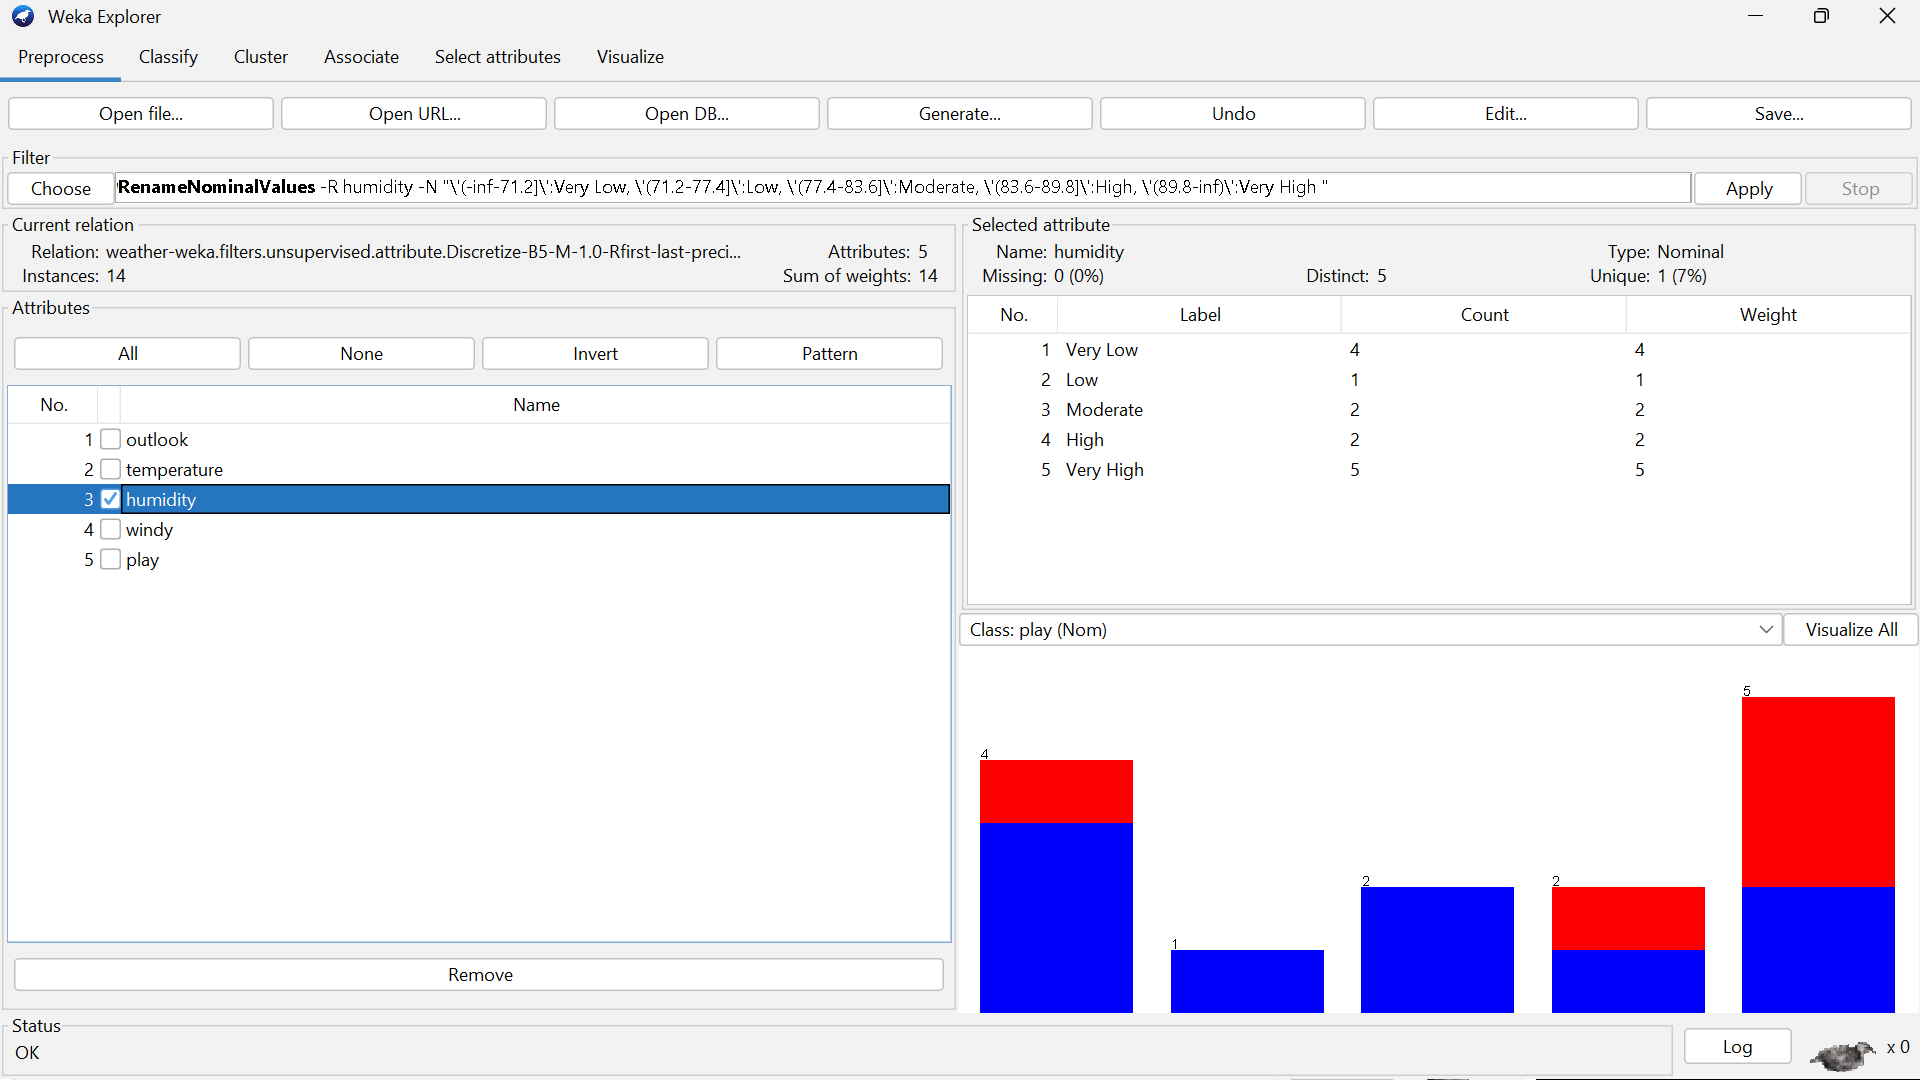 Weka Explorer
Preprocess Classify Cluster Associate Select attributes Visualize
Open file... Open URL... Open DB... Generate... Undo Edit... Save...
Filter
Choose RenameNominalValues -R humidity -N "\'(-inf-71.2]\':Very Low, \'(71.2-77.4]\':Low, \'(77.4-83.6]\':Moderate, \'(83.6-89.8]\':High, \'(89.8-inf)\':Very High " Apply Stop
Current relation
Relation: weather-weka.filters.unsupervised.attribute.Discretize-B5-M-1.0-Rfirst-last-preci... Attributes: 5
Instances: 14 Sum of weights: 14
Attributes
All None Invert Pattern
No. Name
1 outlook
2 temperature
3 humidity
4 windy
5 play
Remove
Selected attribute
Name: humidity Type: Nominal
Missing: 0 (0%) Distinct: 5 Unique: 1 (7%)
No. Label Count Weight
1 Very Low 4 4
2 Low 1 1
3 Moderate 2 2
4 High 2 2
5 Very High 5 5
Class: play (Nom) Visualize All
4
1
2
2
5
Status
OK
Log x 0